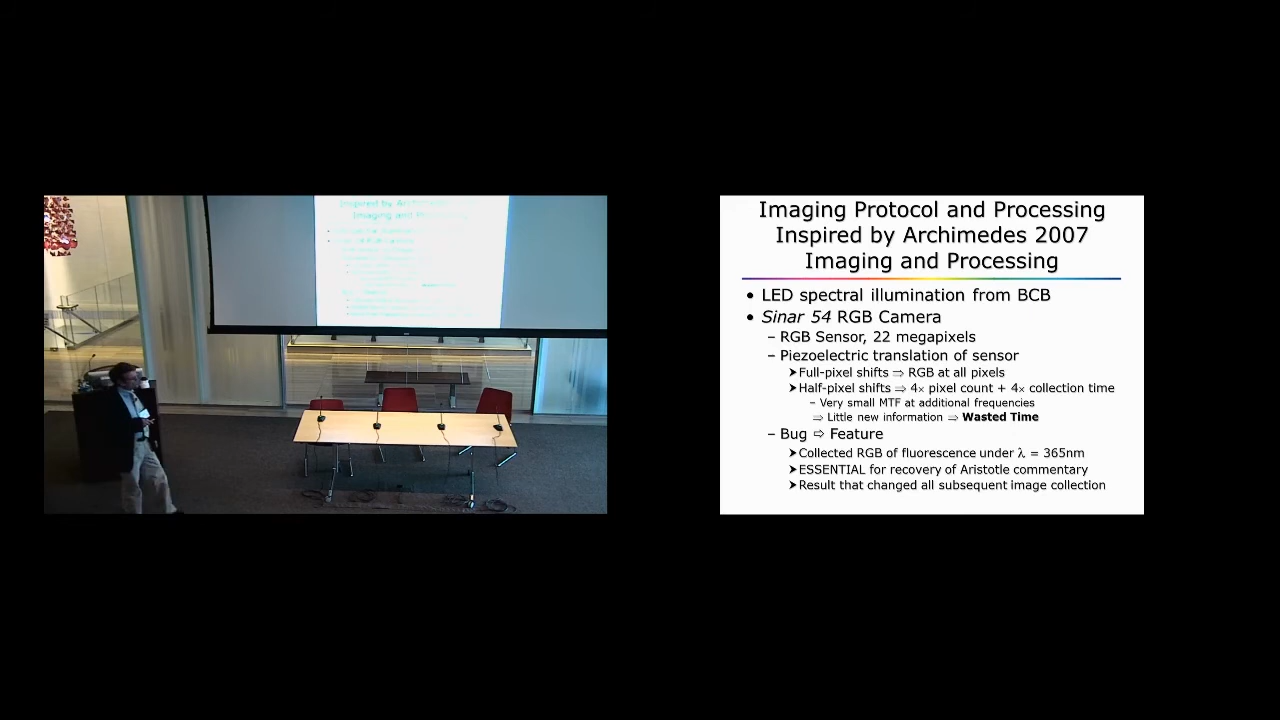 Inspired by
Imaging and
Imaging Protocol and Processing
Inspired by Archimedes 2007
Imaging and Processing
• LED spectral illumination from BCB
• Sinar 54 RGB Camera
– RGB Sensor, 22 megapixels
– Piezoelectric translation of sensor
➤Full-pixel shifts ⇒ RGB at all pixels
➤Half-pixel shifts ⇒ 4× pixel count + 4× collection time
– Very small MTF at additional frequencies
⇒ Little new information ⇒ Wasted Time
– Bug ⇨ Feature
➤Collected RGB of fluorescence under λ = 365nm
➤ESSENTIAL for recovery of Aristotle commentary
➤Result that changed all subsequent image collection